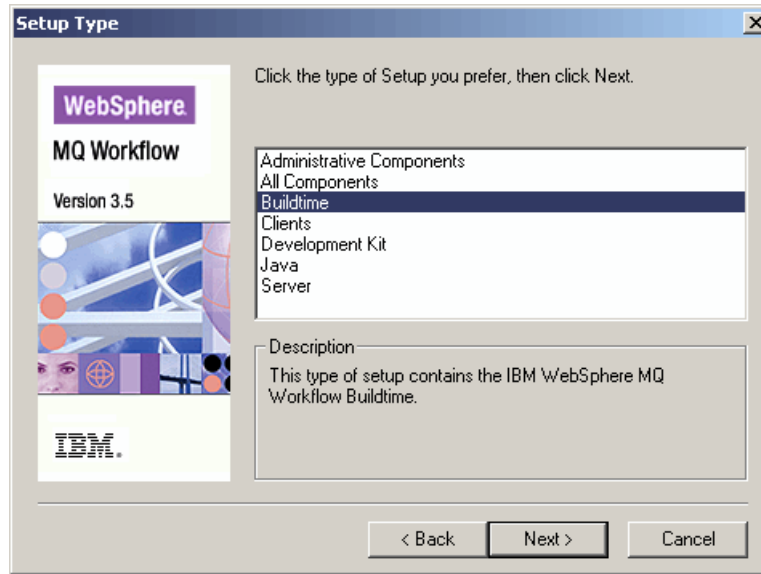 Setup Type
WebSphere
MQ Workflow
Version 3.5
IBM.
Click the type of Setup you prefer, then click Next.
Administrative Components
All Components
Buildtime
Clients
Development Kit
Java
Server
Description
This type of setup contains the IBM WebSphere MQ
Workflow Buildtime.
< Back
Next >
Cancel